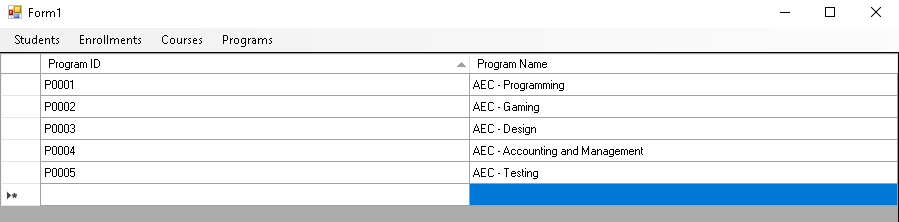 Form1
Students Enrollments Courses Programs
Program ID Program Name
P0001 AEC - Programming
P0002 AEC - Gaming
P0003 AEC - Design
P0004 AEC - Accounting and Management
P0005 AEC - Testing